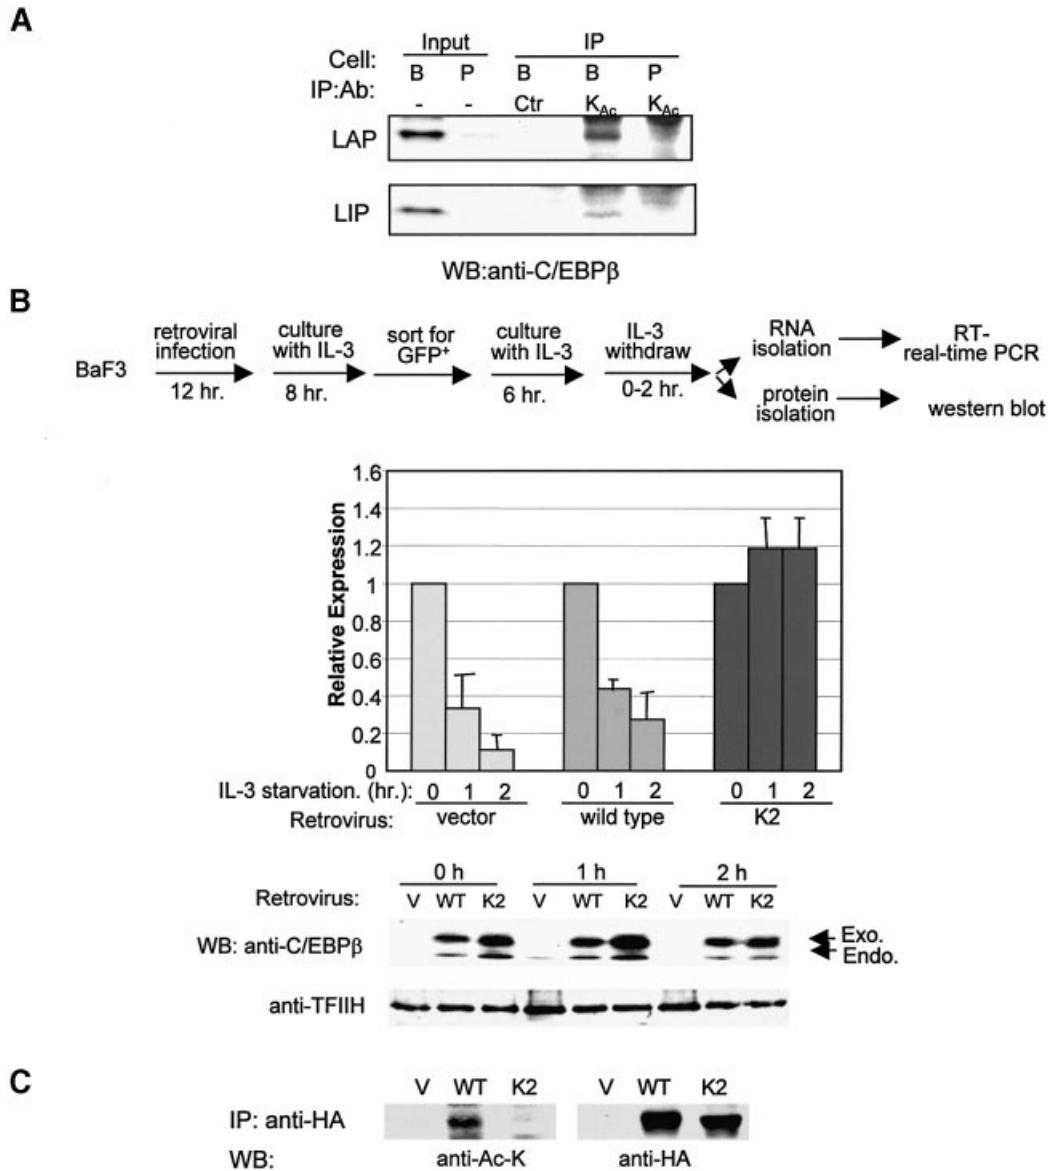 A
Input IP
Cell: B P B B P
IP:Ab: - - Ctr K_Ac K_Ac
LAP
LIP
WB:anti-C/EBPβ
B
BaF3
retroviral infection
12 hr.
culture with IL-3
8 hr.
sort for GFP+
culture with IL-3
6 hr.
IL-3 withdraw
0-2 hr.
RNA isolation
RT-
real-time PCR
protein isolation
western blot
Relative Expression
1.6
1.4
1.2
1
0.8
0.6
0.4
0.2
0
IL-3 starvation. (hr.): 0 1 2 0 1 2 0 1 2
Retrovirus: vector wild type K2
0 h 1 h 2 h
Retrovirus: V WT K2 V WT K2 V WT K2
WB: anti-C/EBPβ
Exo.
Endo.
anti-TFIIH
C
V WT K2 V WT K2
IP: anti-HA
WB: anti-Ac-K anti-HA